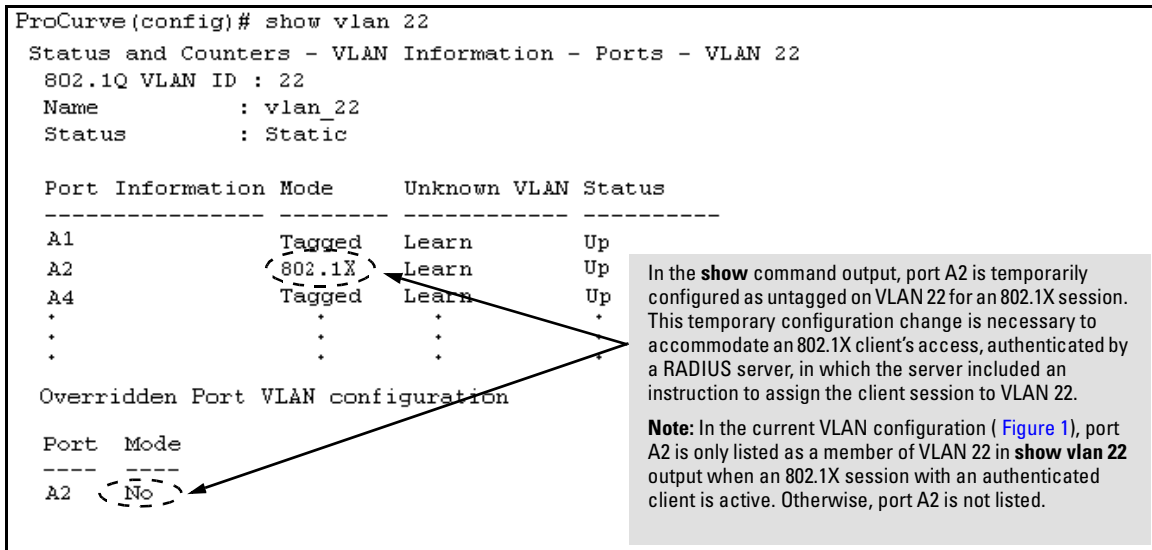 ProCurve(config)# show vlan 22
Status and Counters - VLAN Information - Ports - VLAN 22
802.1Q VLAN ID : 22
Name : vlan_22
Status : Static
Port Information Mode Unknown VLAN Status
---------------- -------- ------------ ----------
A1 Tagged Learn Up
A2 802.1X Learn Up
A4 Tagged Learn Up
. . . .
. . . .
. . . .
Overridden Port VLAN configuration
Port Mode
---- ----
A2 No
In the show command output, port A2 is temporarily
configured as untagged on VLAN 22 for an 802.1X session.
This temporary configuration change is necessary to
accommodate an 802.1X client's access, authenticated by
a RADIUS server, in which the server included an
instruction to assign the client session to VLAN 22.
Note: In the current VLAN configuration ( Figure 1), port
A2 is only listed as a member of VLAN 22 in show vlan 22
output when an 802.1X session with an authenticated
client is active. Otherwise, port A2 is not listed.